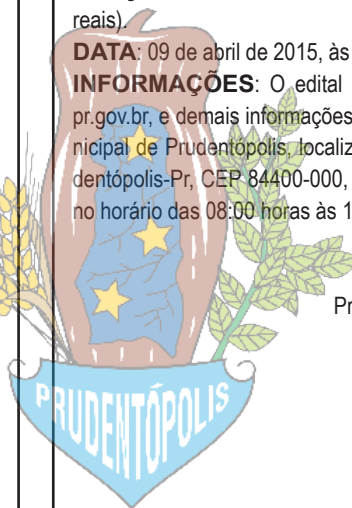 reais).
DATA: 09 de abril de 2015, às
INFORMAÇÕES: O edital
pr.gov.br, e demais informações
nicipal de Prudentópolis, localiz
dentópolis-Pr, CEP 84400-000,
no horário das 08:00 horas às 1
Pr
PRUDENTÓPOLIS